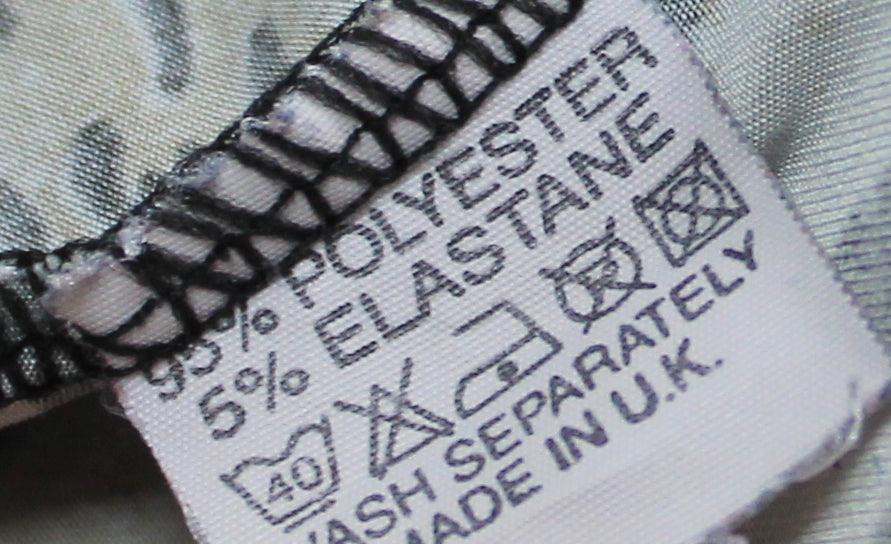 95% POLYESTER
5% ELASTANE
40
WASH SEPARATELY
MADE IN U.K.